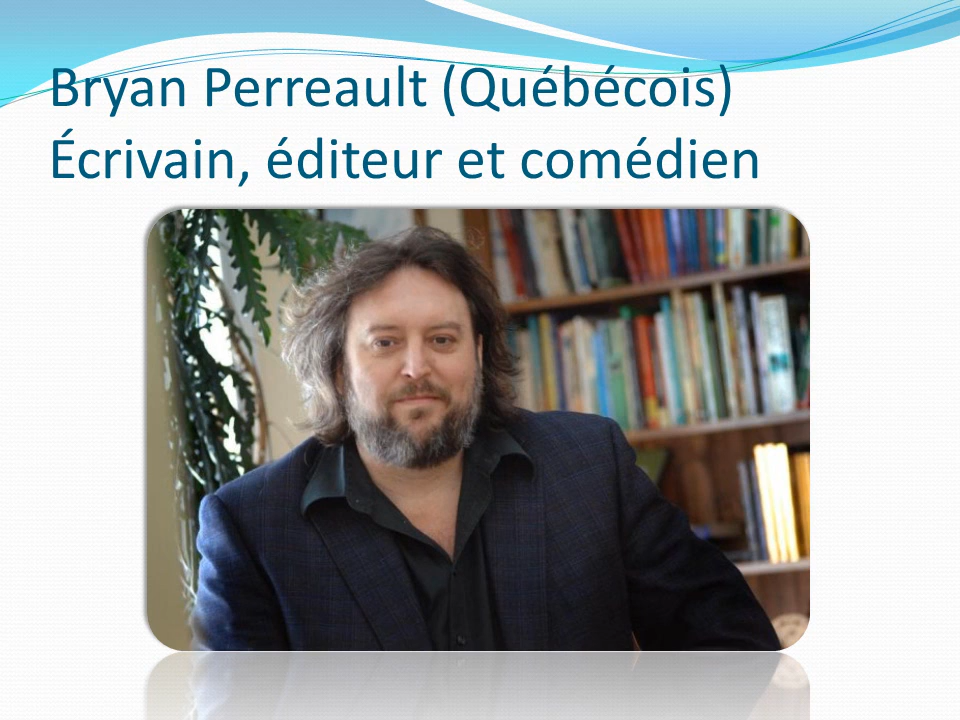 Bryan Perreault (Québécois)
Écrivain, éditeur et comédien